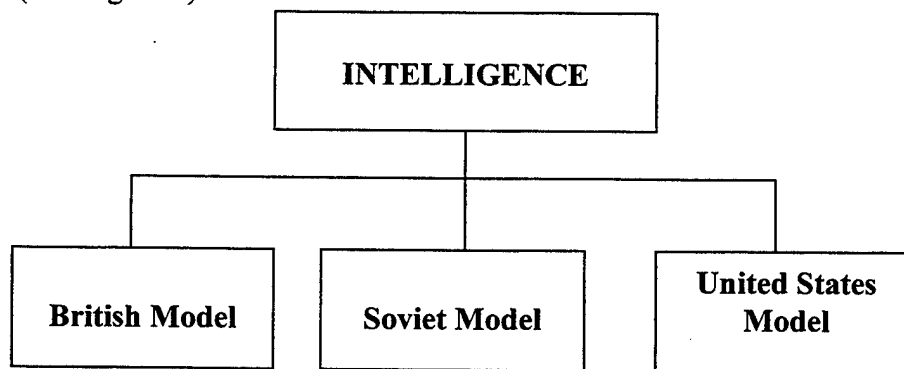 INTELLIGENCE
British Model
Soviet Model
United States
Model